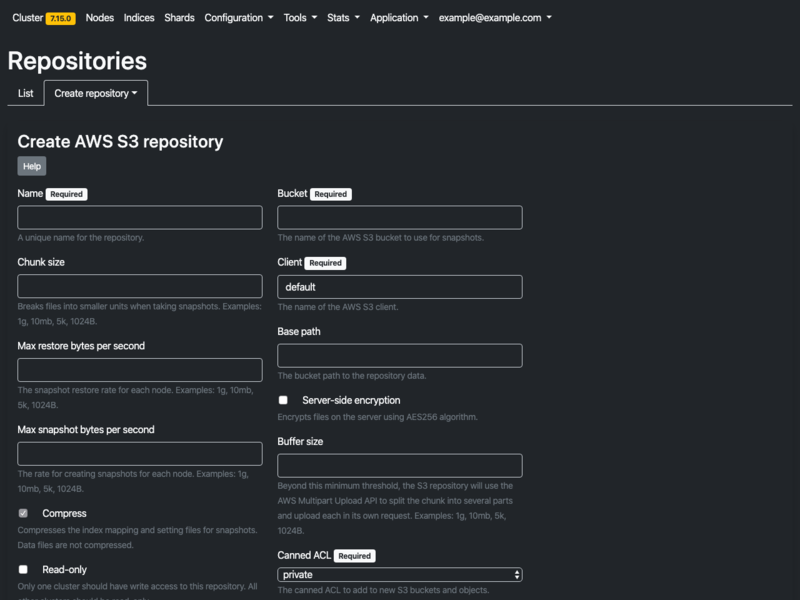 Cluster 7.15.0 Nodes Indices Shards Configuration Tools Stats Application example@example.com
Repositories
List Create repository
Create AWS S3 repository
Help
Name Required
A unique name for the repository.
Chunk size
Breaks files into smaller units when taking snapshots. Examples:
1g, 10mb, 5k, 1024B.
Max restore bytes per second
The snapshot restore rate for each node. Examples: 1g, 10mb,
5k, 1024B.
Max snapshot bytes per second
The rate for creating snapshots for each node. Examples: 1g,
10mb, 5k, 1024B.
Compress
Compresses the index mapping and setting files for snapshots.
Data files are not compressed.
Read-only
Only one cluster should have write access to this repository. All
other clusters should be read-only.
Bucket Required
The name of the AWS S3 bucket to use for snapshots.
Client Required
default
The name of the AWS S3 client.
Base path
The bucket path to the repository data.
Server-side encryption
Encrypts files on the server using AES256 algorithm.
Buffer size
Beyond this minimum threshold, the S3 repository will use the
AWS Multipart Upload API to split the chunk into several parts
and upload each in its own request. Examples: 1g, 10mb, 5k,
1024B.
Canned ACL Required
private
The canned ACL to add to new S3 buckets and objects.